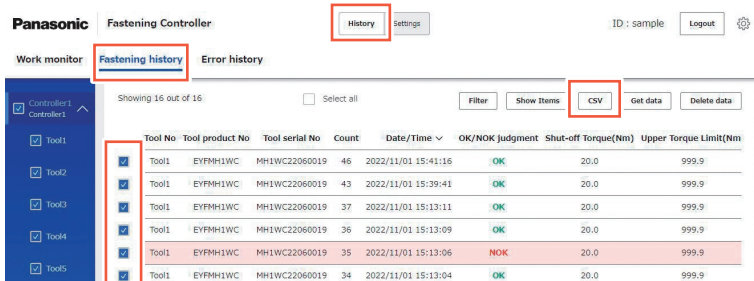 Panasonic Fastening Controller History Settings ID : sample Logout
Work monitor Fastening history Error history
Controller1
Controller1
Tool1
Tool2
Tool3
Tool4
Tool5
Showing 16 out of 16 Select all Filter Show Items CSV Get data Delete data
Tool No Tool product No Tool serial No Count Date/Time OK/NOK judgment Shut-off Torque(Nm) Upper Torque Limit(Nm
Tool1 EYFMH1WC MH1WC22060019 46 2022/11/01 15:41:16 OK 20.0 999.9
Tool1 EYFMH1WC MH1WC22060019 43 2022/11/01 15:39:41 OK 20.0 999.9
Tool1 EYFMH1WC MH1WC22060019 37 2022/11/01 15:13:11 OK 20.0 999.9
Tool1 EYFMH1WC MH1WC22060019 36 2022/11/01 15:13:09 OK 20.0 999.9
Tool1 EYFMH1WC MH1WC22060019 35 2022/11/01 15:13:06 NOK 20.0 999.9
Tool1 EYFMH1WC MH1WC22060019 34 2022/11/01 15:13:04 OK 20.0 999.9